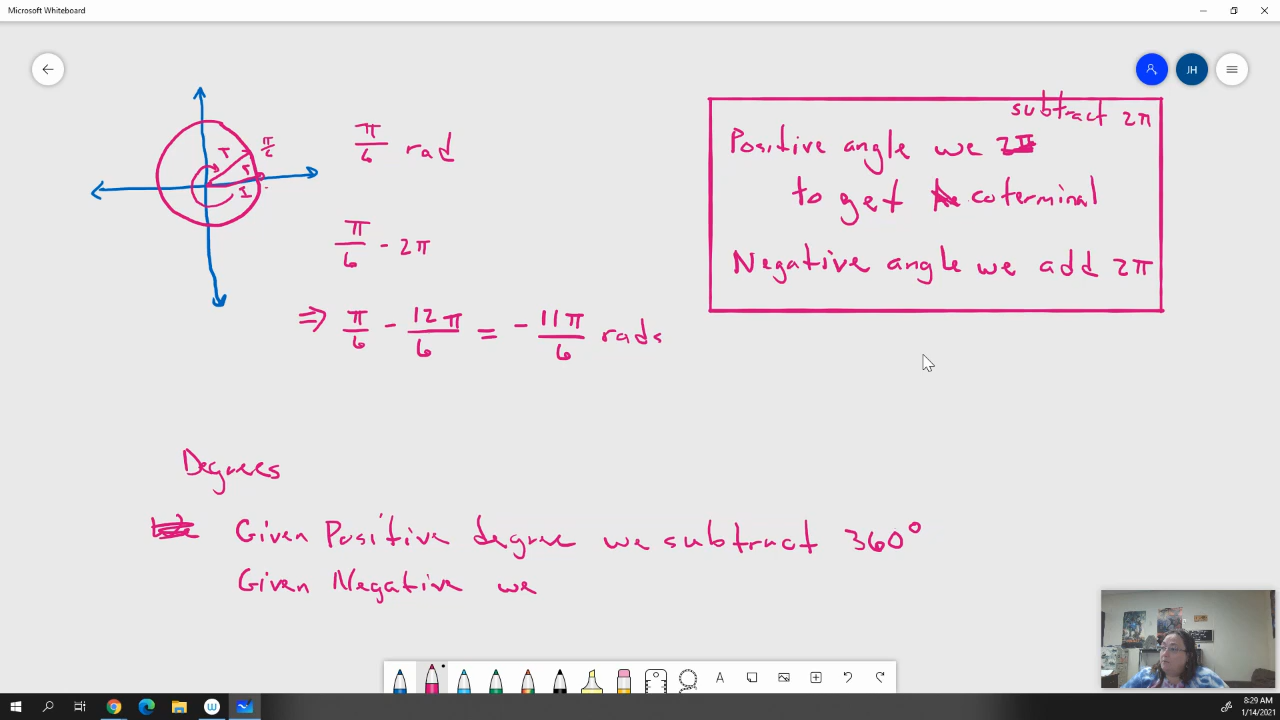 Microsoft Whiteboard
JH
π/6
r
r
π/6 rad
π/6 - 2π
⇒ π/6 - 12π/6 = - 11π/6 rads
subtract 2π
Positive angle we
to get coterminal
Negative angle we add 2π
Degrees
Given Positive degree we subtract 360°
Given Negative we
A
8:29 AM
1/14/2021